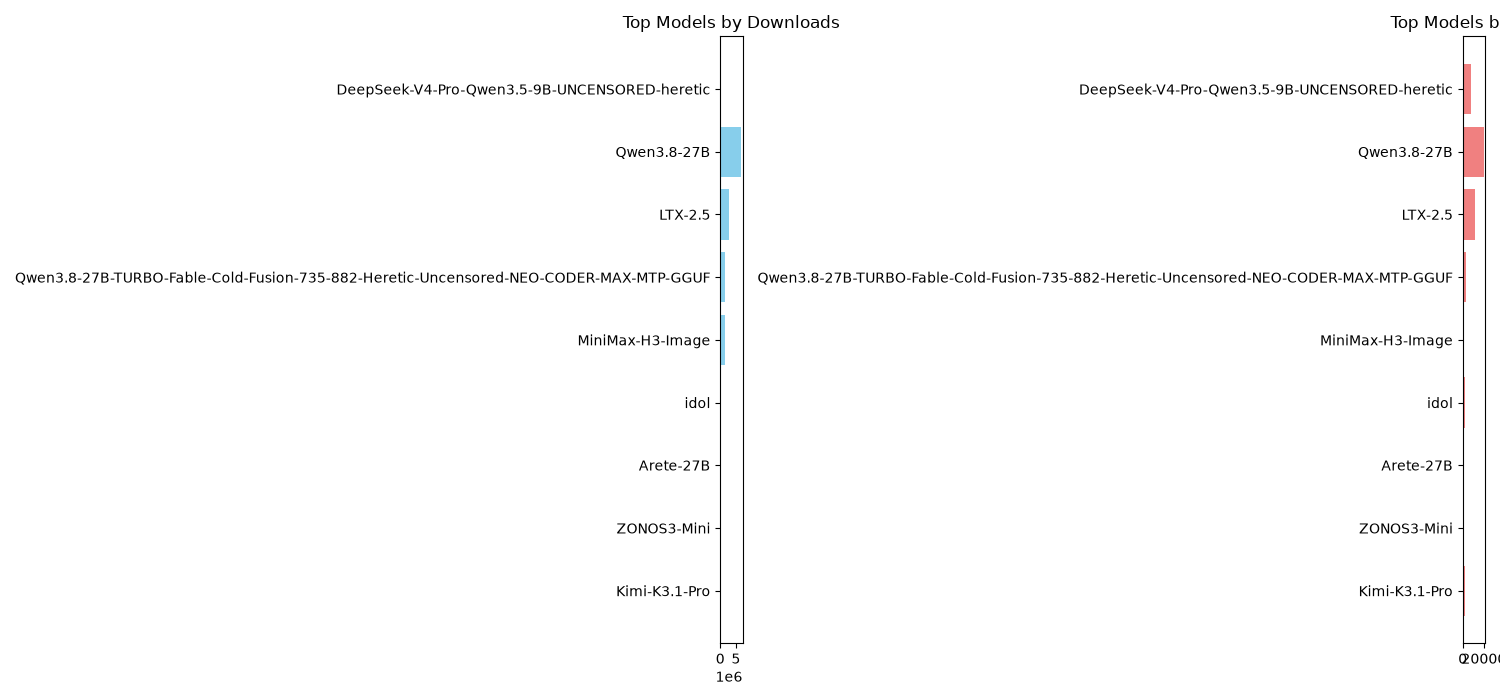 Top Models by Downloads
DeepSeek-V4-Pro-Qwen3.5-9B-UNCENSORED-heretic
Qwen3.8-27B
LTX-2.5
Qwen3.8-27B-TURBO-Fable-Cold-Fusion-735-882-Heretic-Uncensored-NEO-CODER-MAX-MTP-GGUF
MiniMax-H3-Image
idol
Arete-27B
ZONOS3-Mini
Kimi-K3.1-Pro
0 5
1e6
Top Models b
DeepSeek-V4-Pro-Qwen3.5-9B-UNCENSORED-heretic
Qwen3.8-27B
LTX-2.5
Qwen3.8-27B-TURBO-Fable-Cold-Fusion-735-882-Heretic-Uncensored-NEO-CODER-MAX-MTP-GGUF
MiniMax-H3-Image
idol
Arete-27B
ZONOS3-Mini
Kimi-K3.1-Pro
0